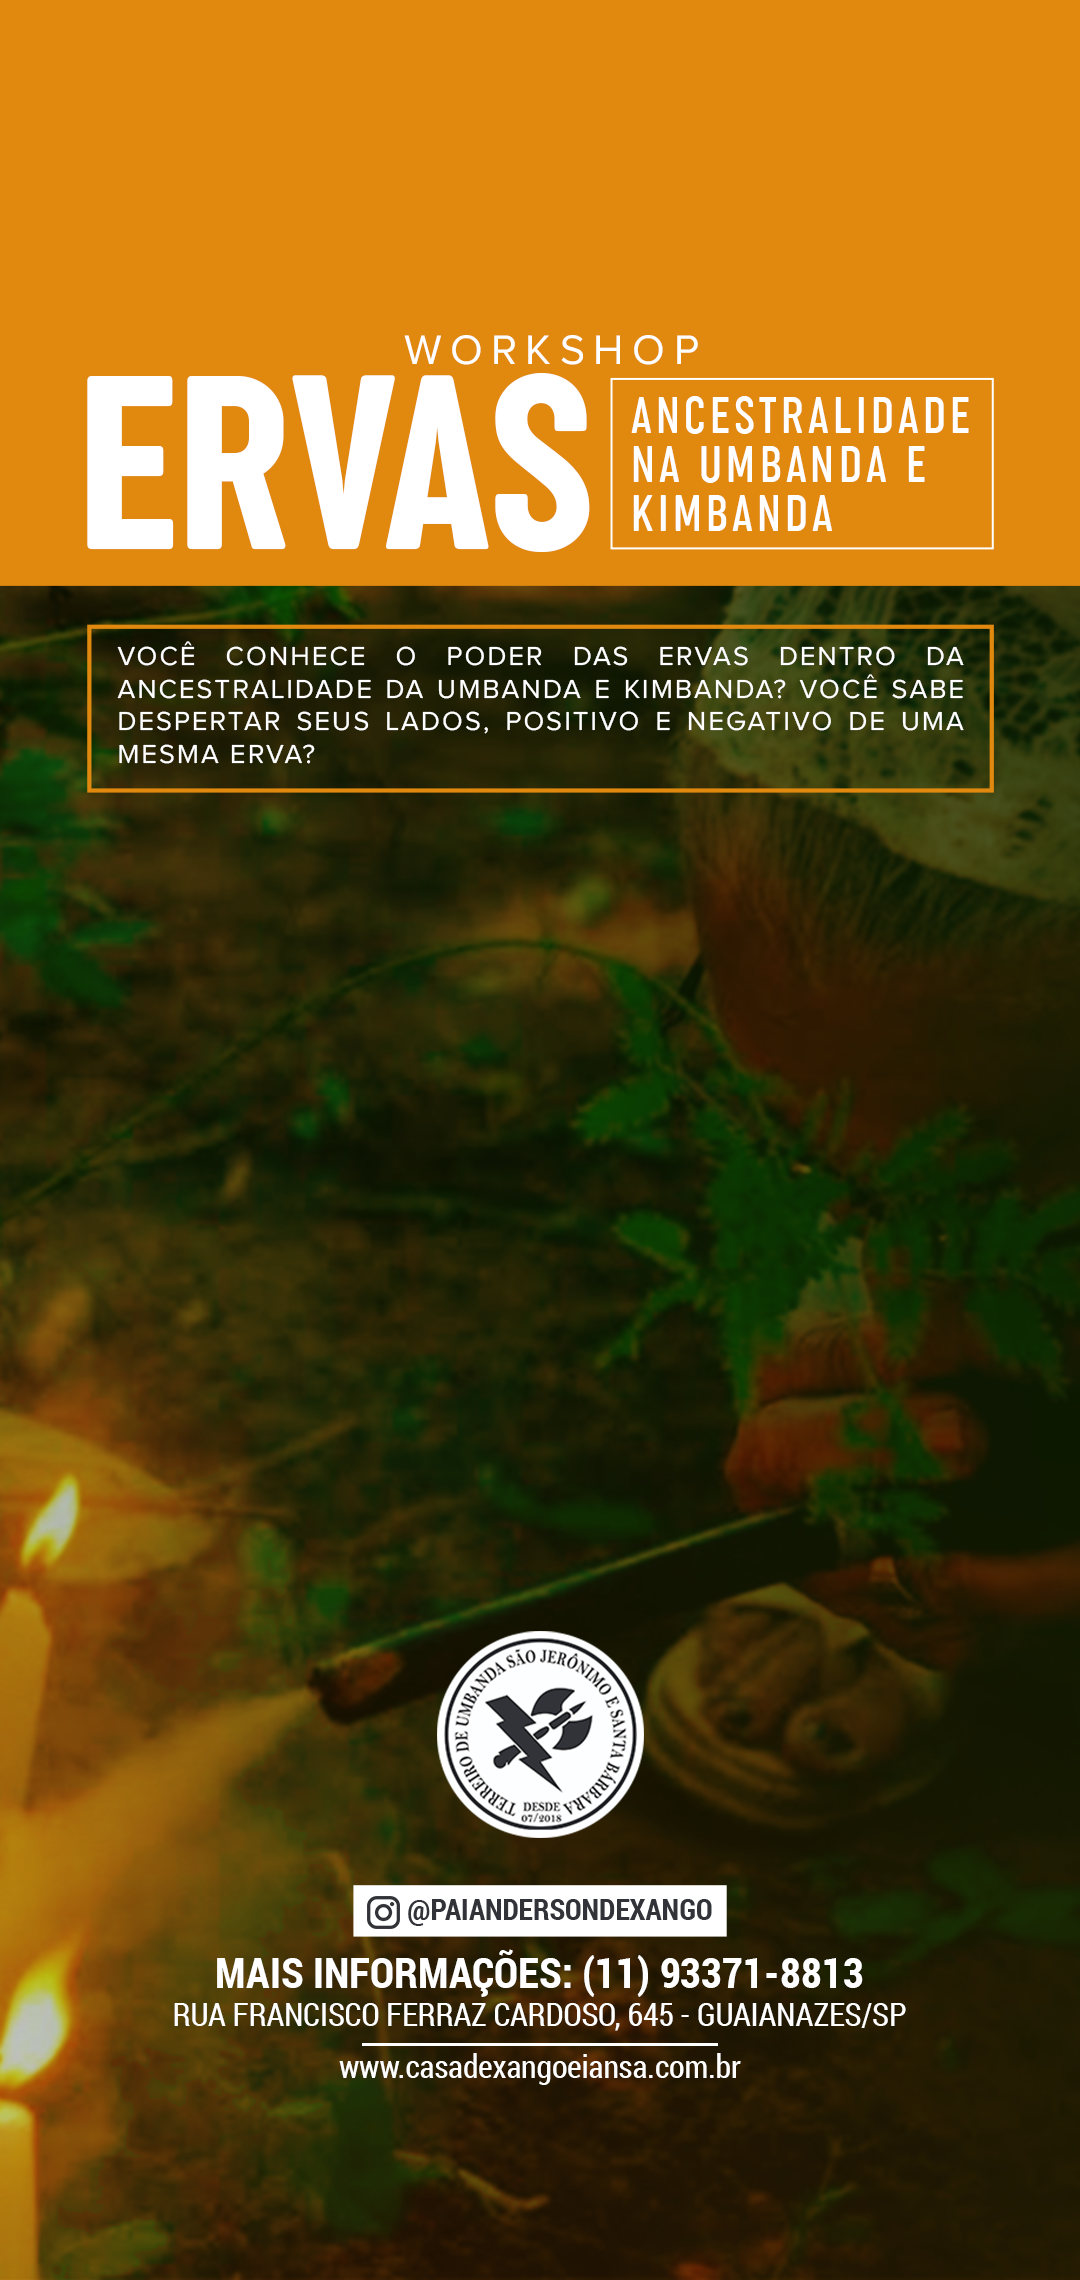 WORKSHOP
ERVAS
ANCESTRALIDADE
NA UMBANDA E
KIMBANDA
VOCÊ CONHECE O PODER DAS ERVAS DENTRO DA
ANCESTRALIDADE DA UMBANDA E KIMBANDA? VOCÊ SABE
DESPERTAR SEUS LADOS, POSITIVO E NEGATIVO DE UMA
MESMA ERVA?
TERREIRO DE UMBANDA SÃO JERÔNIMO E SANTA BÁRBARA
DESDE
07/2018
@PAIANDERSONDEXANGO
MAIS INFORMAÇÕES: (11) 93371-8813
RUA FRANCISCO FERRAZ CARDOSO, 645 - GUAIANAZES/SP
www.casadexangoeiansa.com.br